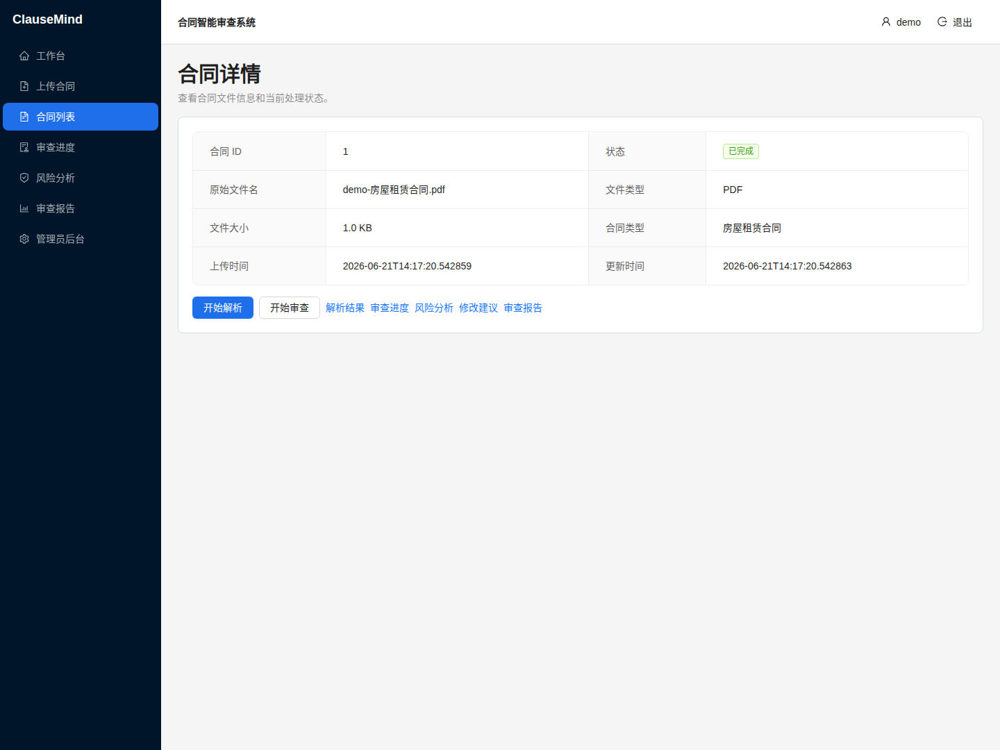 ClauseMind
工作台
上传合同
合同列表
审查进度
风险分析
审查报告
管理员后台
合同智能审查系统
demo
退出
合同详情
查看合同文件信息和当前处理状态。
合同 ID 1 状态 已完成
原始文件名 demo-房屋租赁合同.pdf 文件类型 PDF
文件大小 1.0 KB 合同类型 房屋租赁合同
上传时间 2026-06-21T14:17:20.542859 更新时间 2026-06-21T14:17:20.542863
开始解析 开始审查 解析结果 审查进度 风险分析 修改建议 审查报告